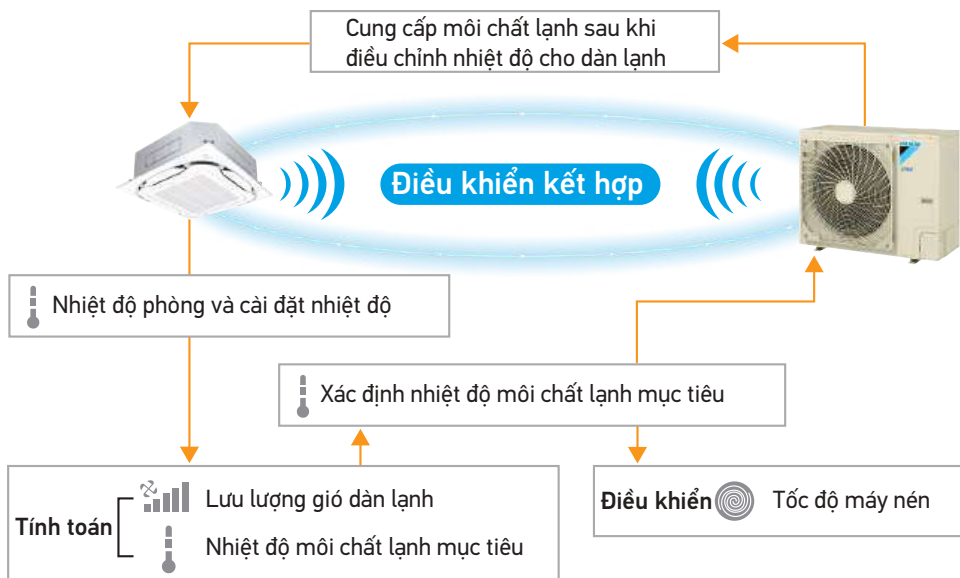 Cung cấp môi chất lạnh sau khi
điều chỉnh nhiệt độ cho dàn lạnh
Điều khiển kết hợp
Nhiệt độ phòng và cài đặt nhiệt độ
Xác định nhiệt độ môi chất lạnh mục tiêu
Tính toán
Lưu lượng gió dàn lạnh
Nhiệt độ môi chất lạnh mục tiêu
Điều khiển
Tốc độ máy nén